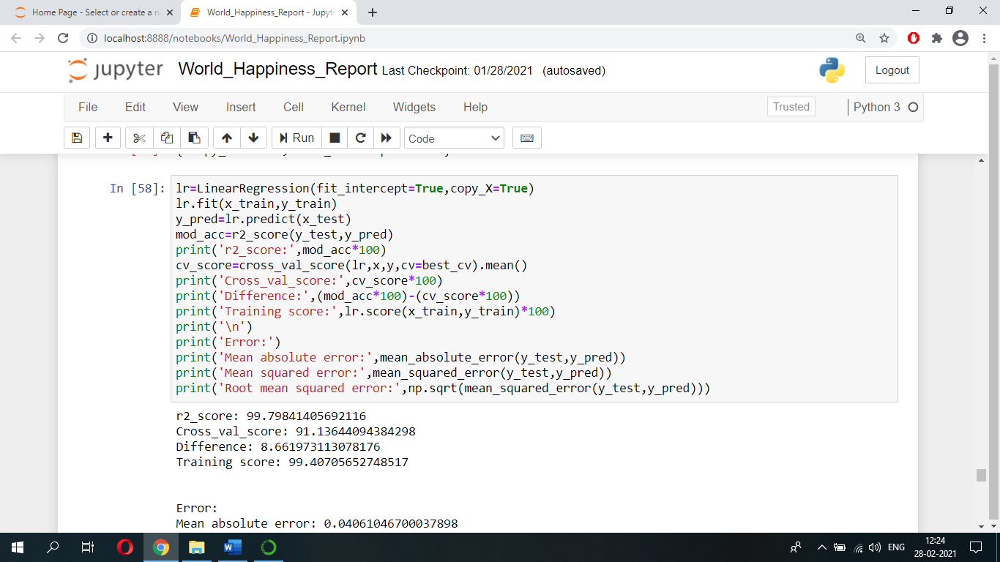 Home Page - Select or create a n
World_Happiness_Report - Jupyte
localhost:8888/notebooks/World_Happiness_Report.ipynb
jupyter World_Happiness_Report Last Checkpoint: 01/28/2021 (autosaved)
Logout
File Edit View Insert Cell Kernel Widgets Help
Trusted
Python 3
Run
Code
In [58]:
lr=LinearRegression(fit_intercept=True,copy_X=True)
lr.fit(x_train,y_train)
y_pred=lr.predict(x_test)
mod_acc=r2_score(y_test,y_pred)
print('r2_score:',mod_acc*100)
cv_score=cross_val_score(lr,x,y,cv=best_cv).mean()
print('Cross_val_score:',cv_score*100)
print('Difference:',(mod_acc*100)-(cv_score*100))
print('Training score:',lr.score(x_train,y_train)*100)
print('\n')
print('Error:')
print('Mean absolute error:',mean_absolute_error(y_test,y_pred))
print('Mean squared error:',mean_squared_error(y_test,y_pred))
print('Root mean squared error:',np.sqrt(mean_squared_error(y_test,y_pred)))
r2_score: 99.79841405692116
Cross_val_score: 91.13644094384298
Difference: 8.661973113078176
Training score: 99.40705652748517
Error:
Mean absolute error: 0.04061046700037898
ENG
12:24
28-02-2021